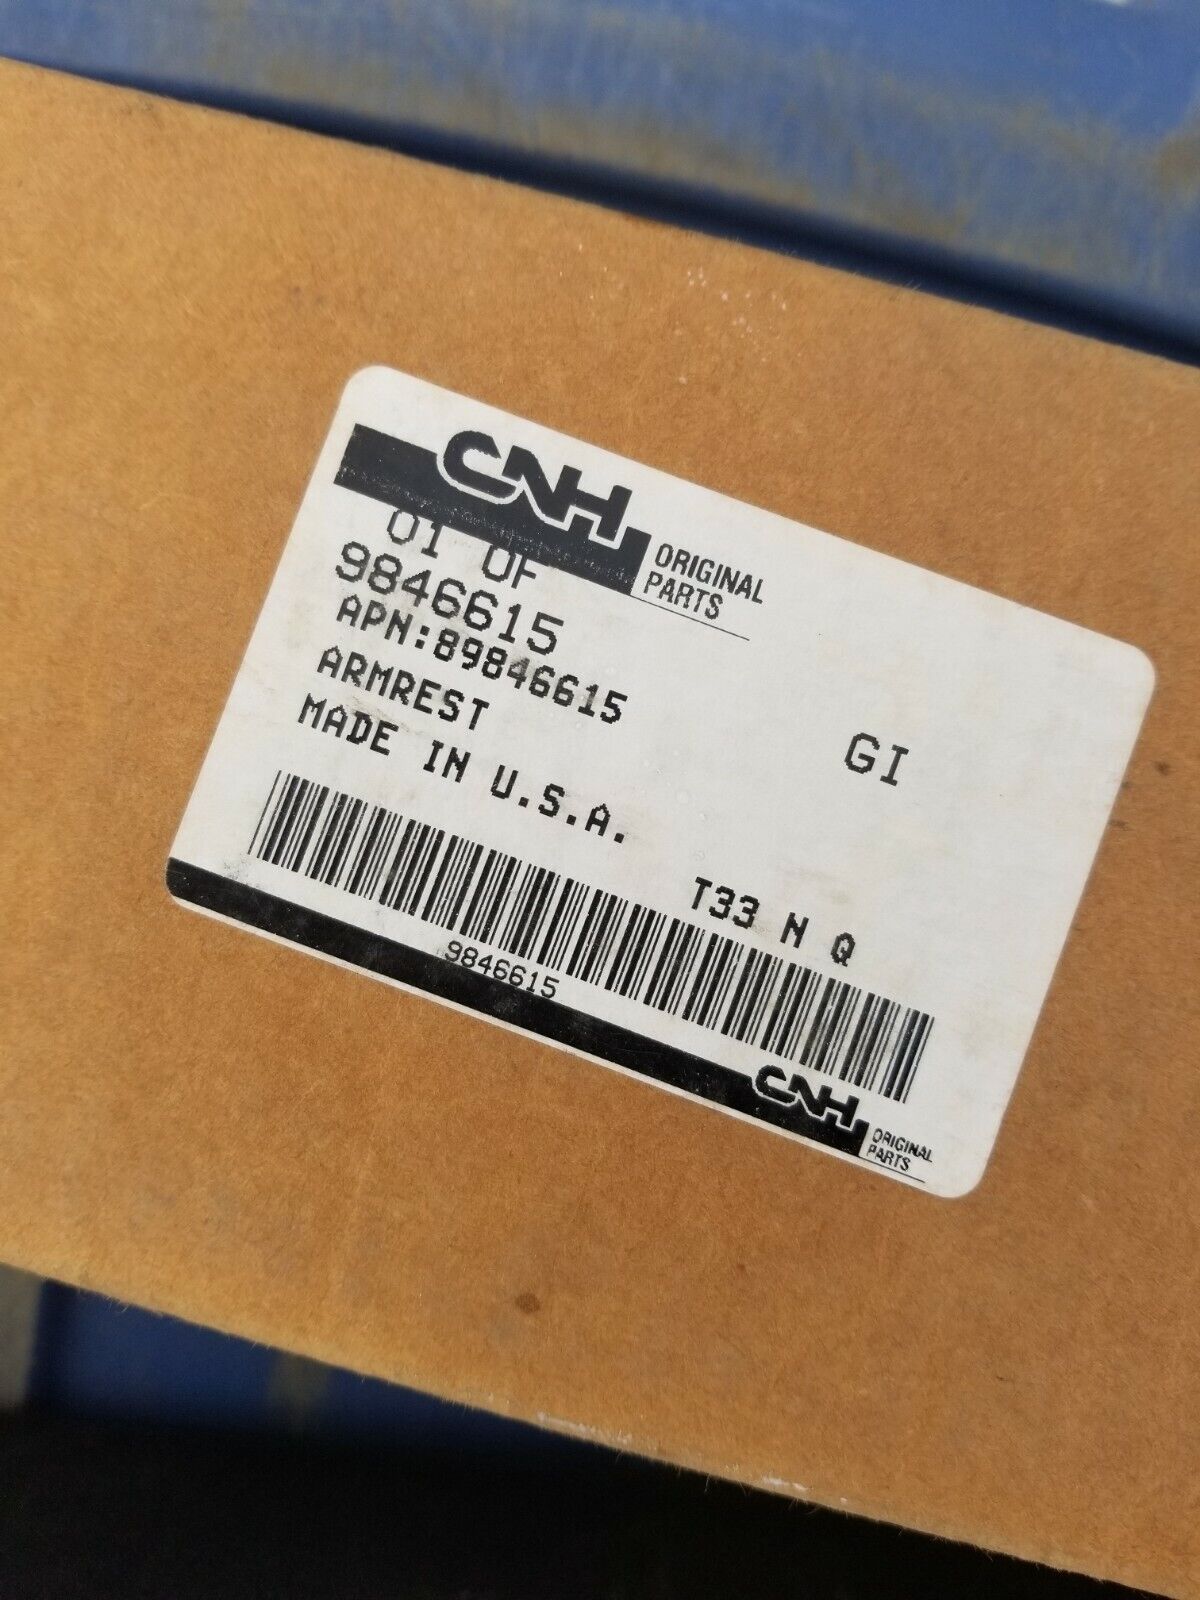 CNH
ORIGINAL
PARTS
01 OF
9846615
APN:89846615
ARMREST
MADE IN U.S.A.
GI
T33 N Q
9846615
CNH
ORIGINAL
PARTS